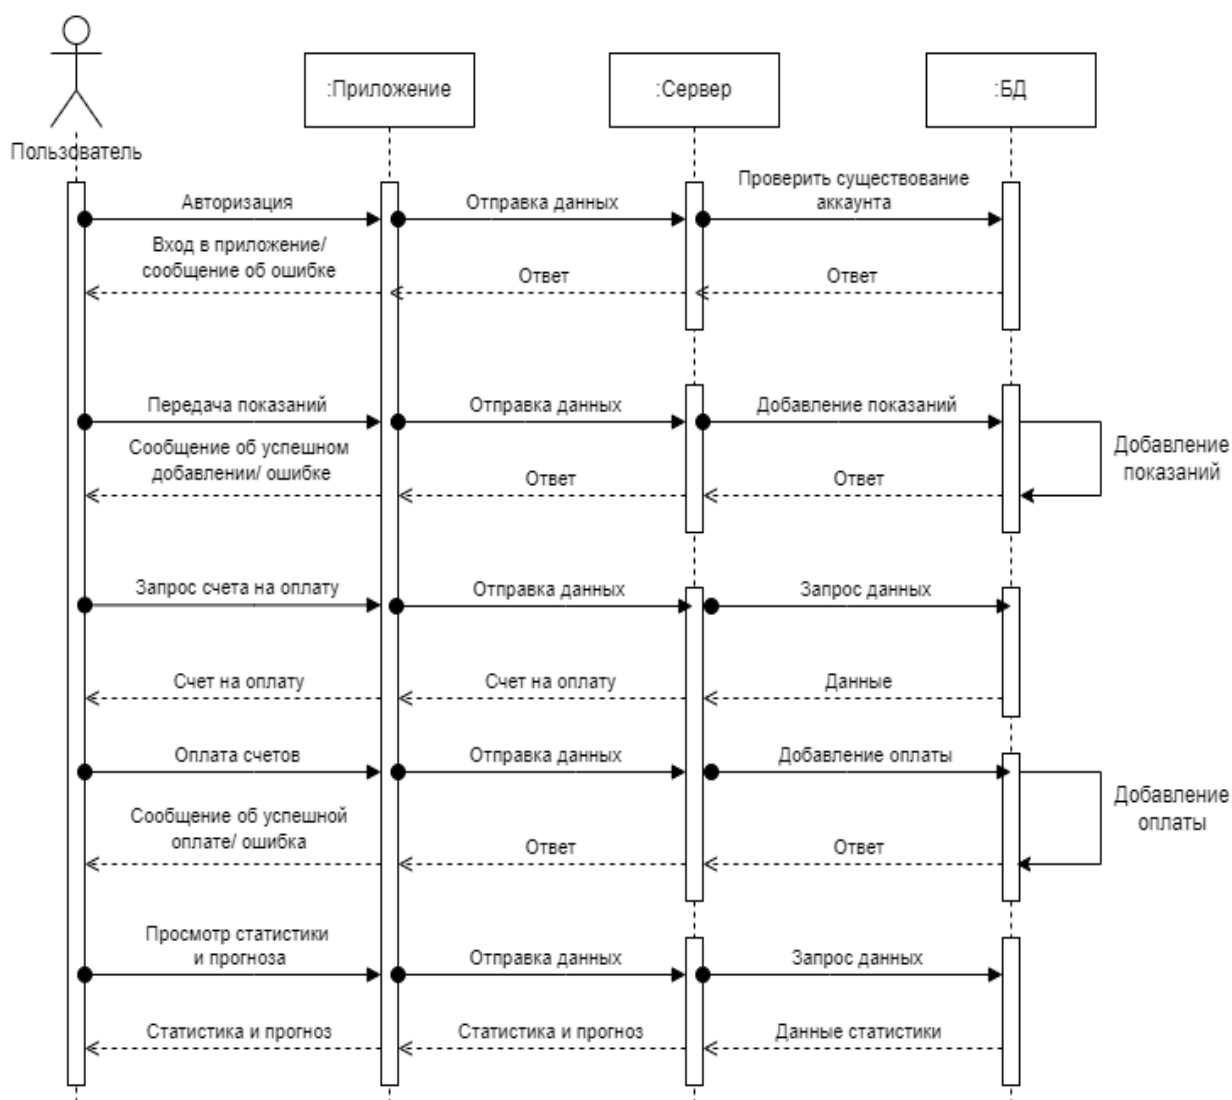 :Приложение
:Сервер
:БД
Пользователь
Авторизация
Отправка данных
Проверить существование
аккаунта
Вход в приложение/
сообщение об ошибке
Ответ
Ответ
Передача показаний
Отправка данных
Добавление показаний
Сообщение об успешном
добавлении/ ошибке
Ответ
Ответ
Добавление
показаний
Запрос счета на оплату
Отправка данных
Запрос данных
Счет на оплату
Счет на оплату
Данные
Оплата счетов
Отправка данных
Добавление оплаты
Сообщение об успешной
оплате/ ошибка
Ответ
Ответ
Добавление
оплаты
Просмотр статистики
и прогноза
Отправка данных
Запрос данных
Статистика и прогноз
Статистика и прогноз
Данные статистики